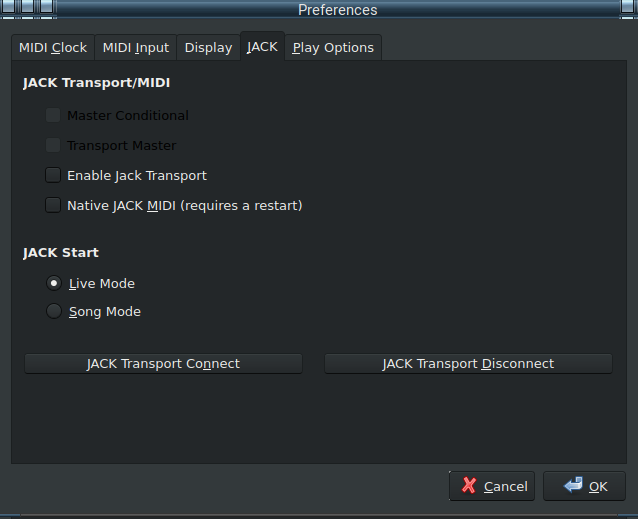 Preferences
MIDI Clock MIDI Input Display JACK Play Options
JACK Transport/MIDI
Master Conditional
Transport Master
Enable Jack Transport
Native JACK MIDI (requires a restart)
JACK Start
Live Mode
Song Mode
JACK Transport Connect JACK Transport Disconnect
Cancel OK